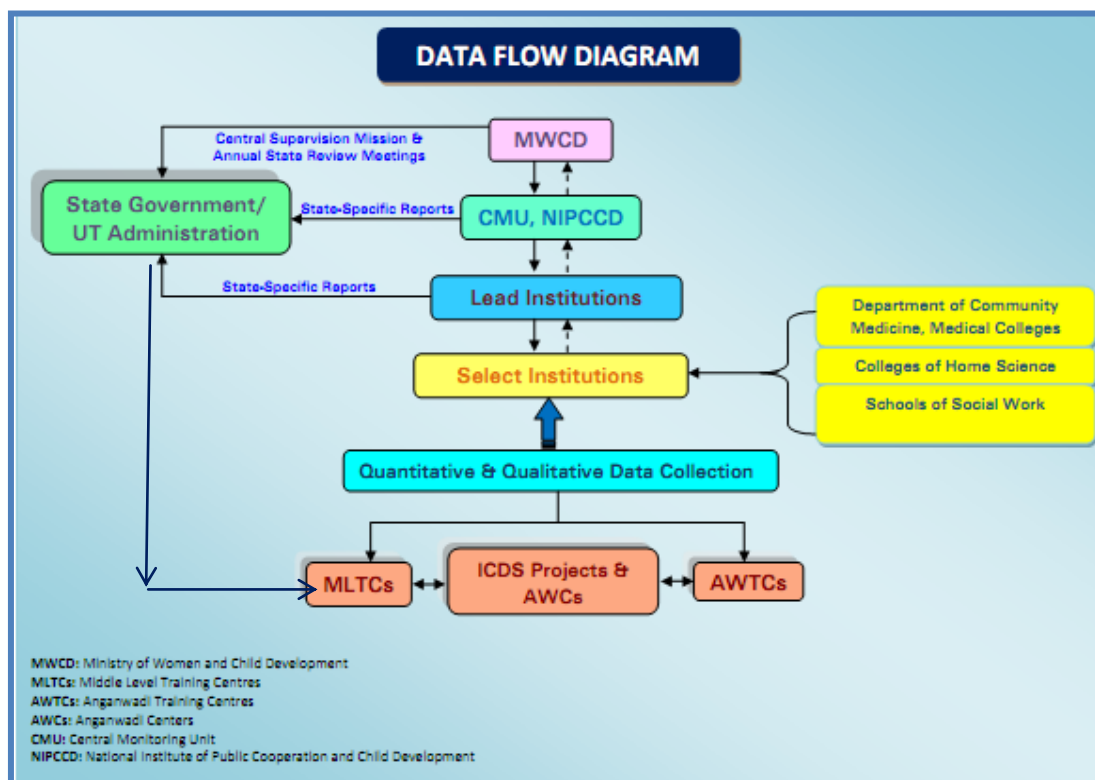 DATA FLOW DIAGRAM
MWCD
Central Supervision Mission &
Annual State Review Meetings
State Government/
UT Administration
State-Specific Reports
CMU, NIPCCD
State-Specific Reports
Lead Institutions
Department of Community
Medicine, Medical Colleges
Select Institutions
Colleges of Home Science
Schools of Social Work
Quantitative & Qualitative Data Collection
MLTCs
ICDS Projects &
AWCs
AWTCs
MWCD: Ministry of Women and Child Development
MLTCs: Middle Level Training Centres
AWTCs: Anganwadi Training Centres
AWCs: Anganwadi Centers
CMU: Central Monitoring Unit
NIPCCD: National Institute of Public Cooperation and Child Development